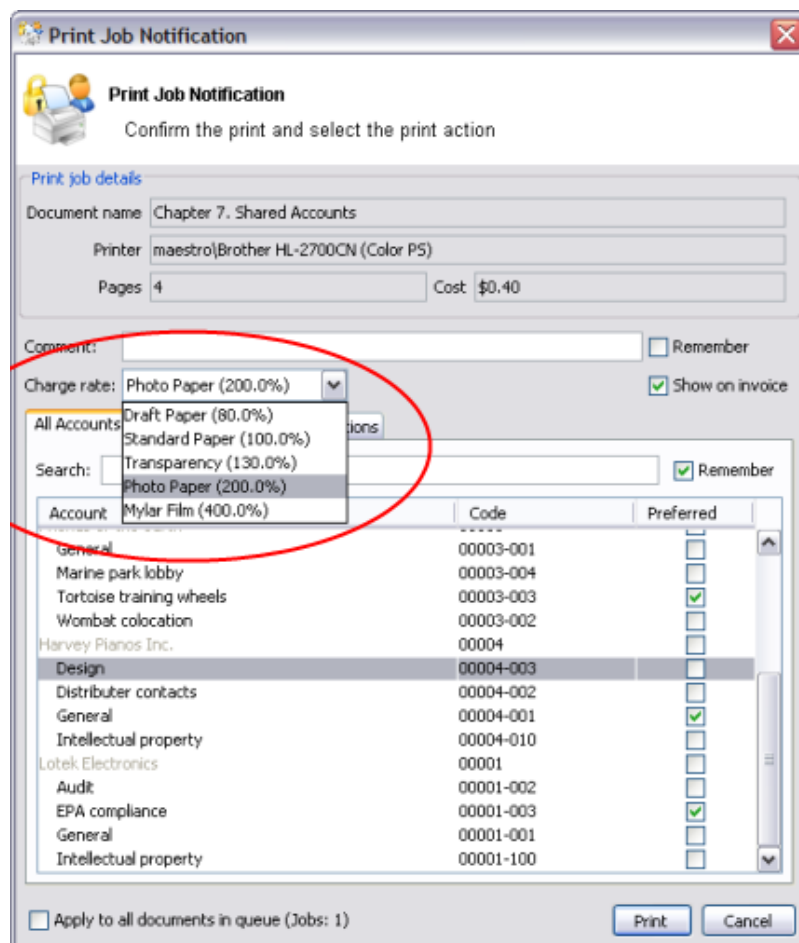 Print Job Notification
Print Job Notification
Confirm the print and select the print action
Print job details
Document name Chapter 7. Shared Accounts
Printer maestro\Brother HL-2700CN (Color PS)
Pages 4 Cost $0.40
Comment: Remember
Charge rate: Photo Paper (200.0%) Show on invoice
Draft Paper (80.0%)
Standard Paper (100.0%)
Transparency (130.0%)
Photo Paper (200.0%)
Mylar Film (400.0%)
All Accounts
Search: Remember
Account Code Preferred
General 00003-001
Marine park lobby 00003-004
Tortoise training wheels 00003-003
Wombat colocation 00003-002
Harvey Pianos Inc. 00004
Design 00004-003
Distributer contacts 00004-002
General 00004-001
Intellectual property 00004-010
Lotek Electronics 00001
Audit 00001-002
EPA compliance 00001-003
General 00001-001
Intellectual property 00001-100
Apply to all documents in queue (Jobs: 1) Print Cancel